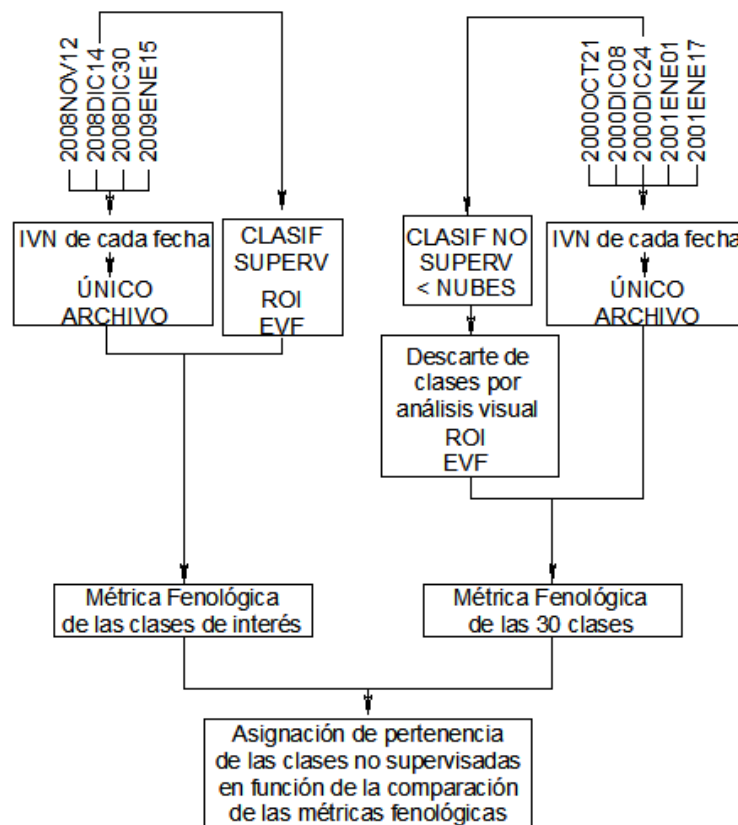 2008NOV12
2008DIC14
2008DIC30
2009ENE15
2000OCT21
2000DIC08
2000DIC24
2001ENE01
2001ENE17
IVN de cada fecha
ÚNICO
ARCHIVO
CLASIF
SUPERV
ROI
EVF
CLASIF NO
SUPERV
< NUBES
IVN de cada fecha
ÚNICO
ARCHIVO
Descarte de
clases por
análisis visual
ROI
EVF
Métrica Fenológica
de las clases de interés
Métrica Fenológica
de las 30 clases
Asignación de pertenencia
de las clases no supervisadas
en función de la comparación
de las métricas fenológicas